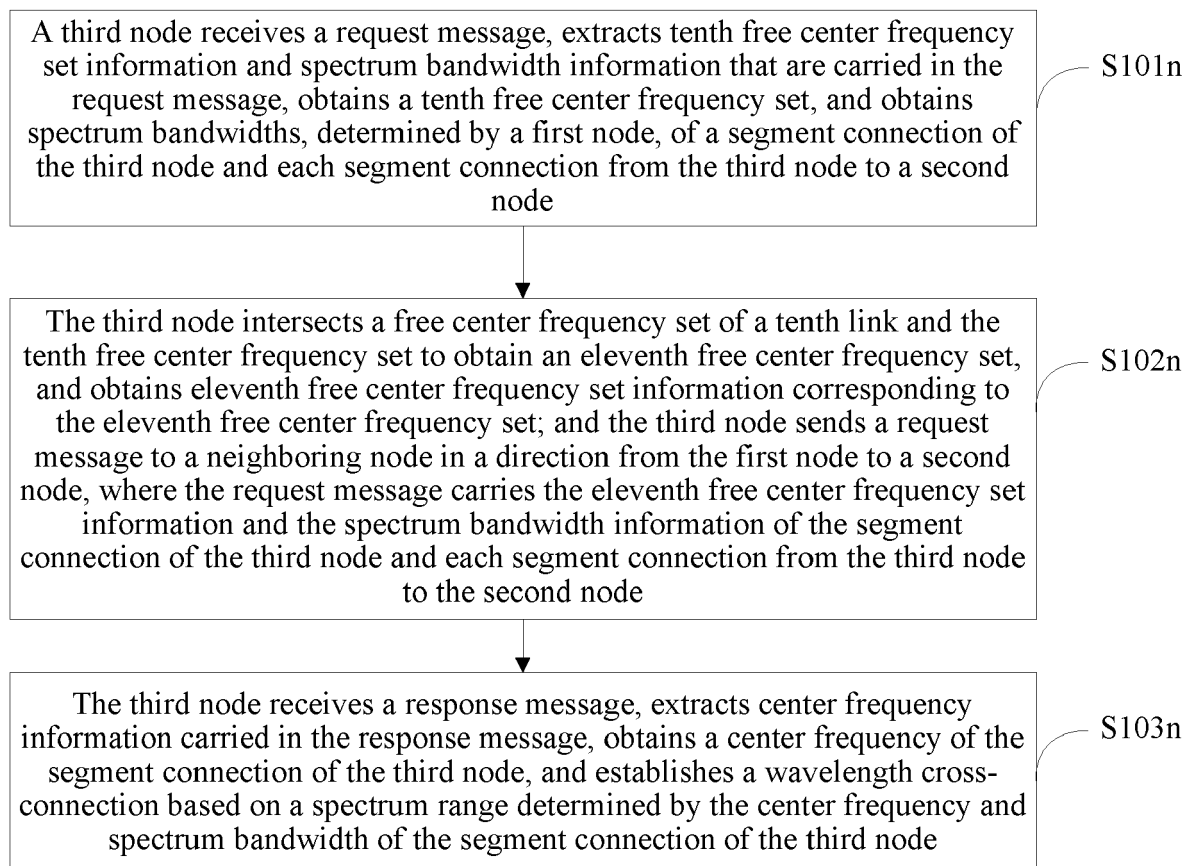 A third node receives a request message, extracts tenth free center frequency
set information and spectrum bandwidth information that are carried in the
request message, obtains a tenth free center frequency set, and obtains
spectrum bandwidths, determined by a first node, of a segment connection of
the third node and each segment connection from the third node to a second
node
S101n
The third node intersects a free center frequency set of a tenth link and the
tenth free center frequency set to obtain an eleventh free center frequency set,
and obtains eleventh free center frequency set information corresponding to
the eleventh free center frequency set; and the third node sends a request
message to a neighboring node in a direction from the first node to a second
node, where the request message carries the eleventh free center frequency set
information and the spectrum bandwidth information of the segment
connection of the third node and each segment connection from the third node
to the second node
S102n
The third node receives a response message, extracts center frequency
information carried in the response message, obtains a center frequency of the
segment connection of the third node, and establishes a wavelength cross-
connection based on a spectrum range determined by the center frequency and
spectrum bandwidth of the segment connection of the third node
S103n